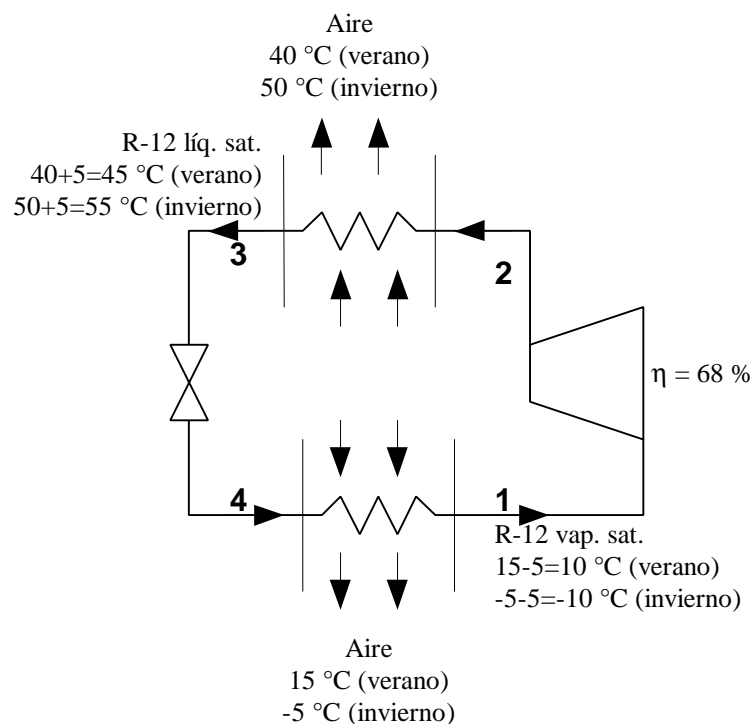 Aire
40 °C (verano)
50 °C (invierno)
R-12 líq. sat.
40+5=45 °C (verano)
50+5=55 °C (invierno)
3
2
η = 68 %
4
1
R-12 vap. sat.
15-5=10 °C (verano)
-5-5=-10 °C (invierno)
Aire
15 °C (verano)
-5 °C (invierno)